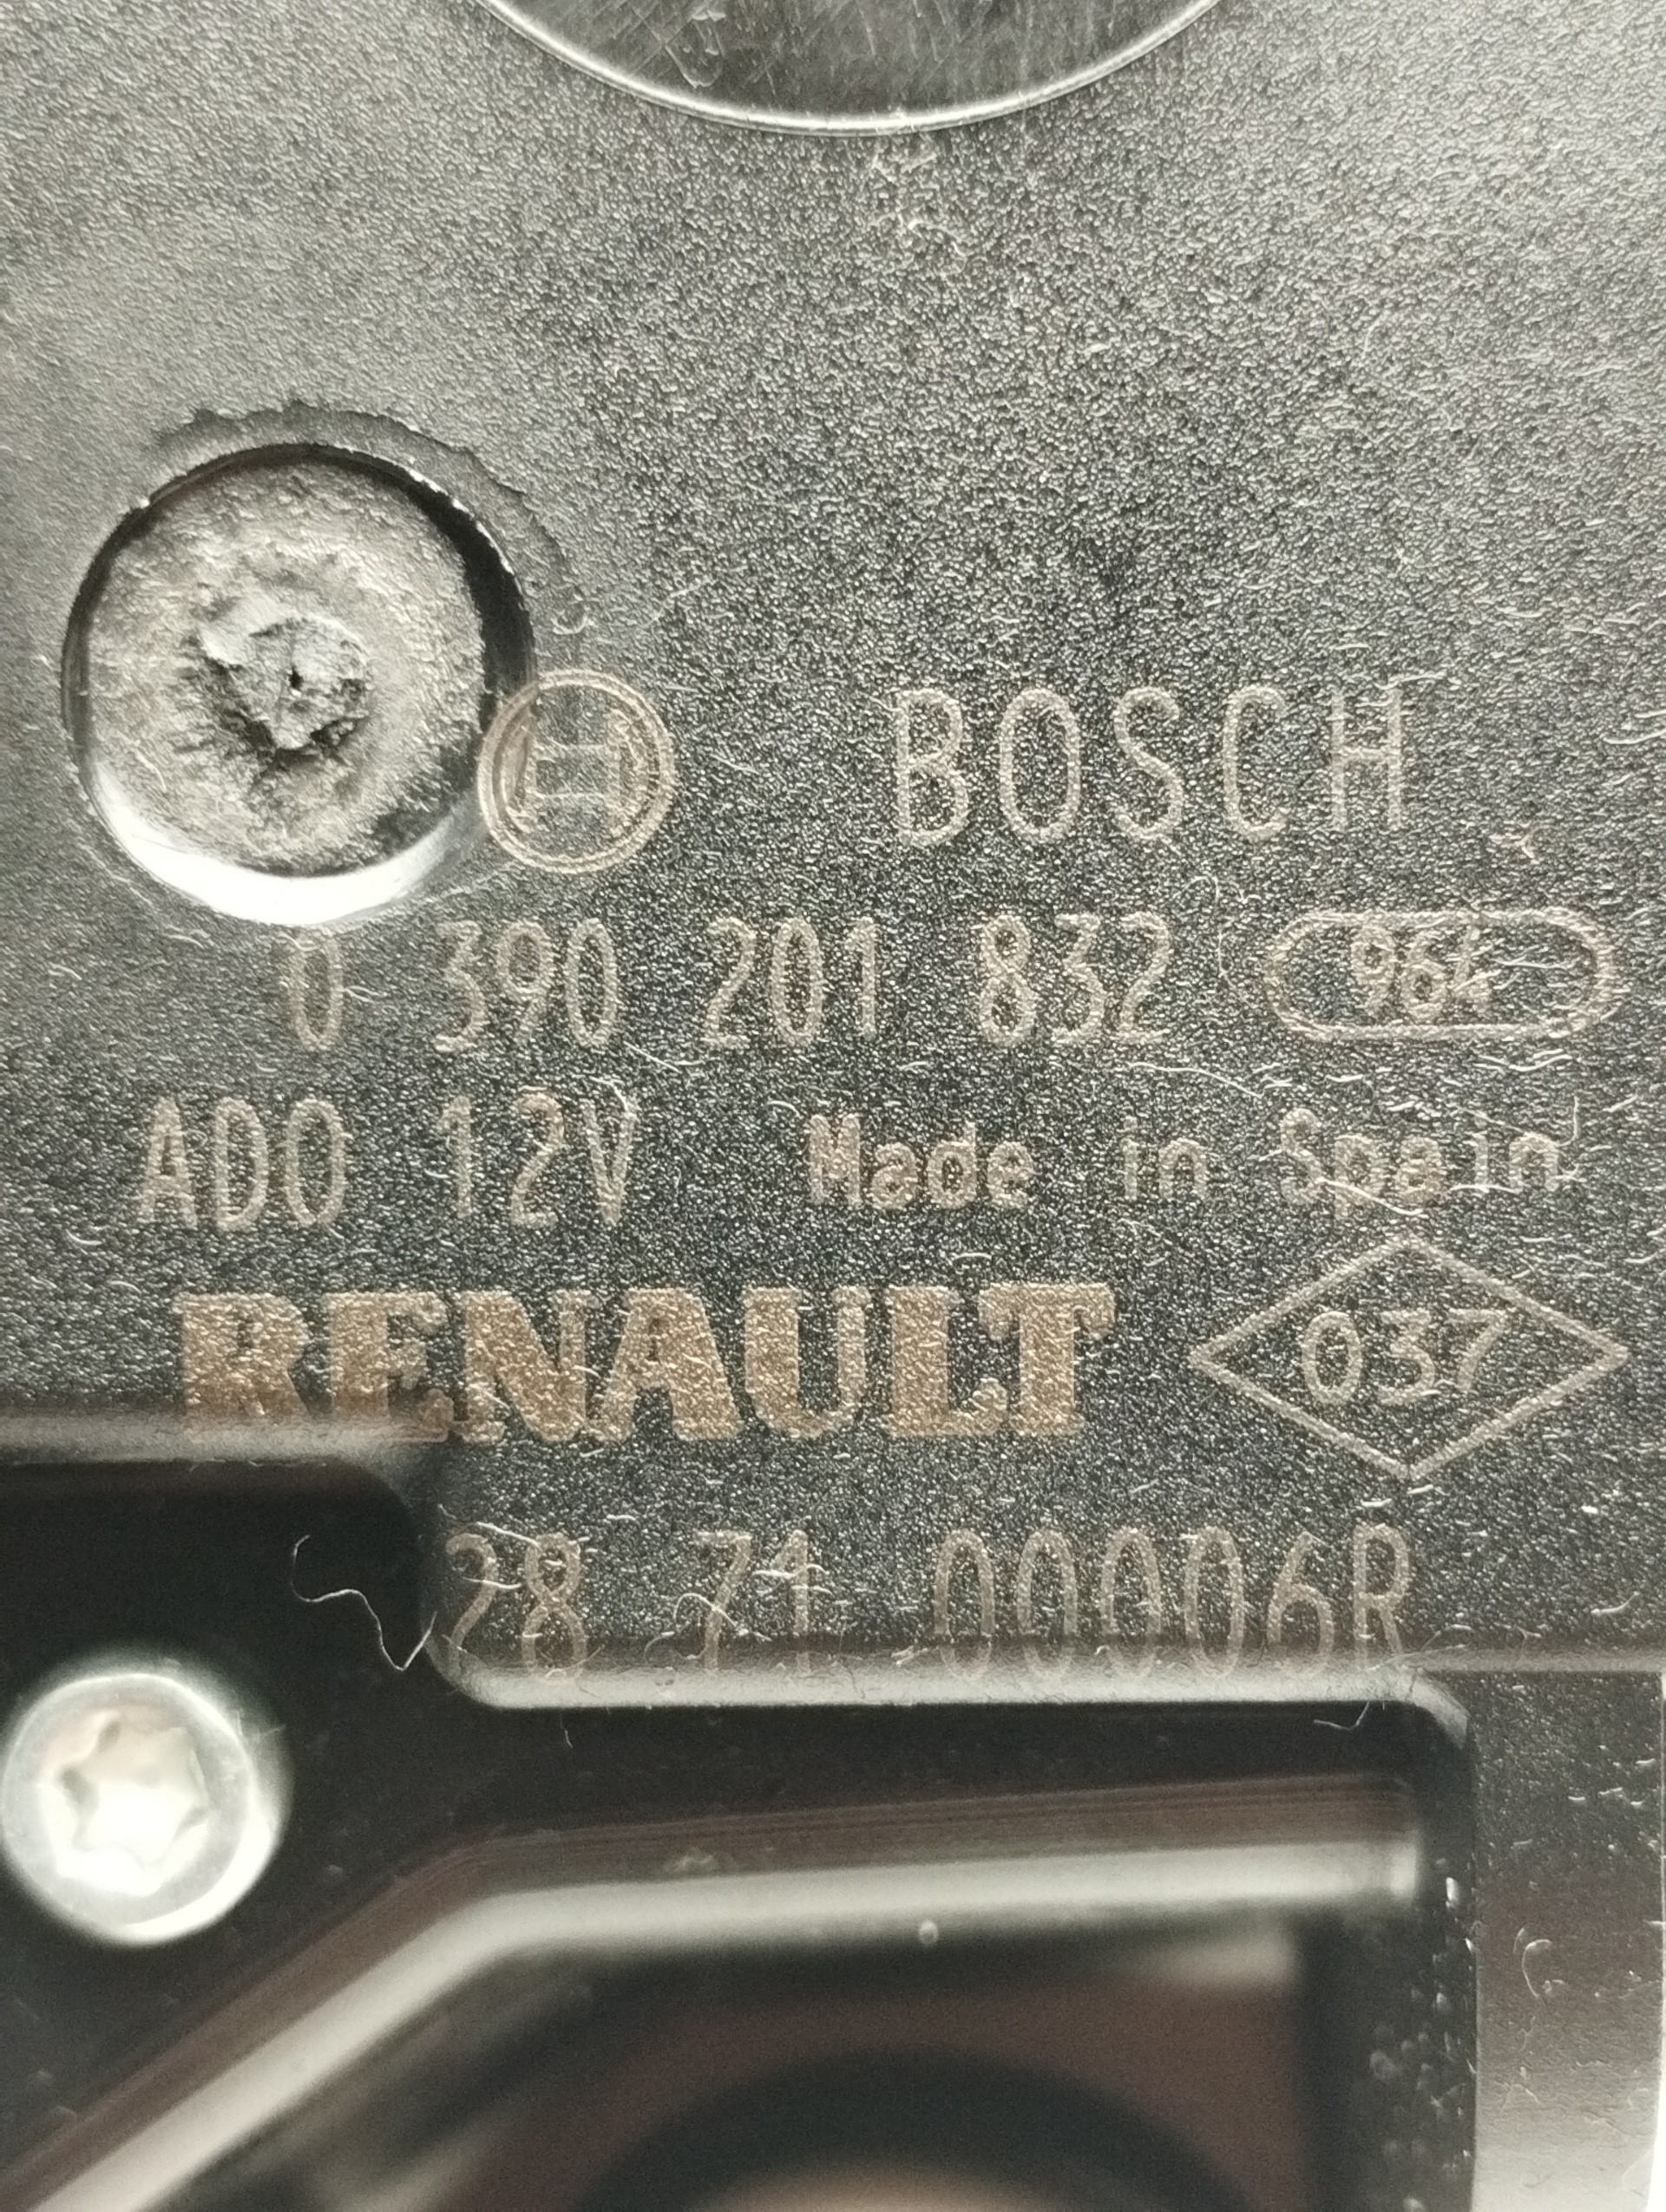 BOSCH
0 390 201 832 964
ADO 12V Made in Spain
RENAULT 037
28 71 00006R